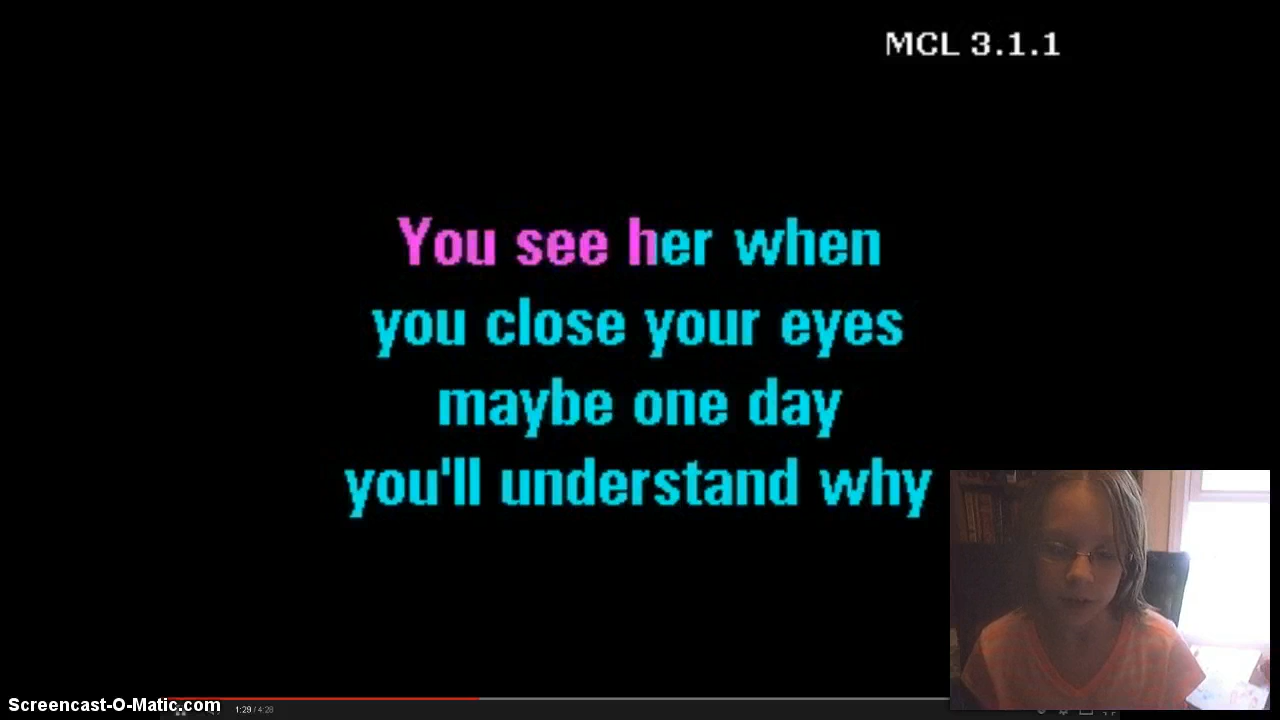 MCL 3.1.1
You see her when
you close your eyes
maybe one day
you'll understand why
Screencast-O-Matic.com
1:29 / 4:28